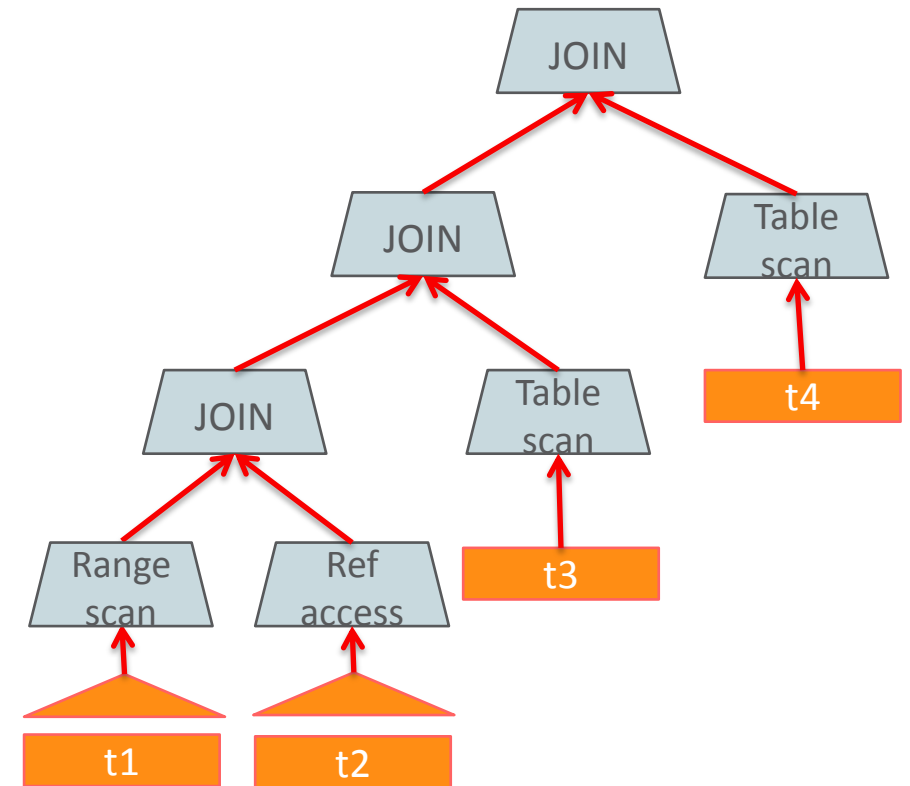 JOIN
JOIN
Table
scan
JOIN
Table
scan
t4
Range
scan
Ref
access
t3
t1
t2